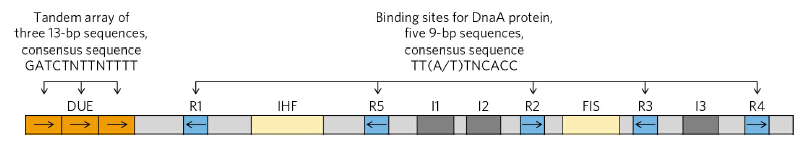 Tandem array of
three 13-bp sequences,
consensus sequence
GATCTNTTNTTTT
Binding sites for DnaA protein,
five 9-bp sequences,
consensus sequence
TT(A/T)TNCACC
DUE R1 IHF R5 I1 I2 R2 FIS R3 I3 R4